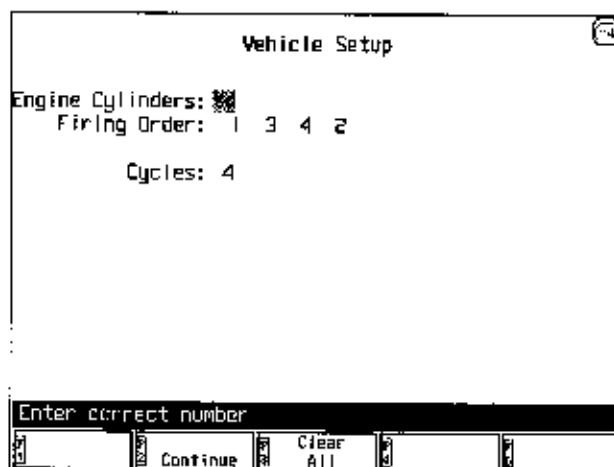 Vehicle Setup
Engine Cylinders:
Firing Order: 1 3 4 2
Cycles: 4
Enter correct number
Continue
Clear
All